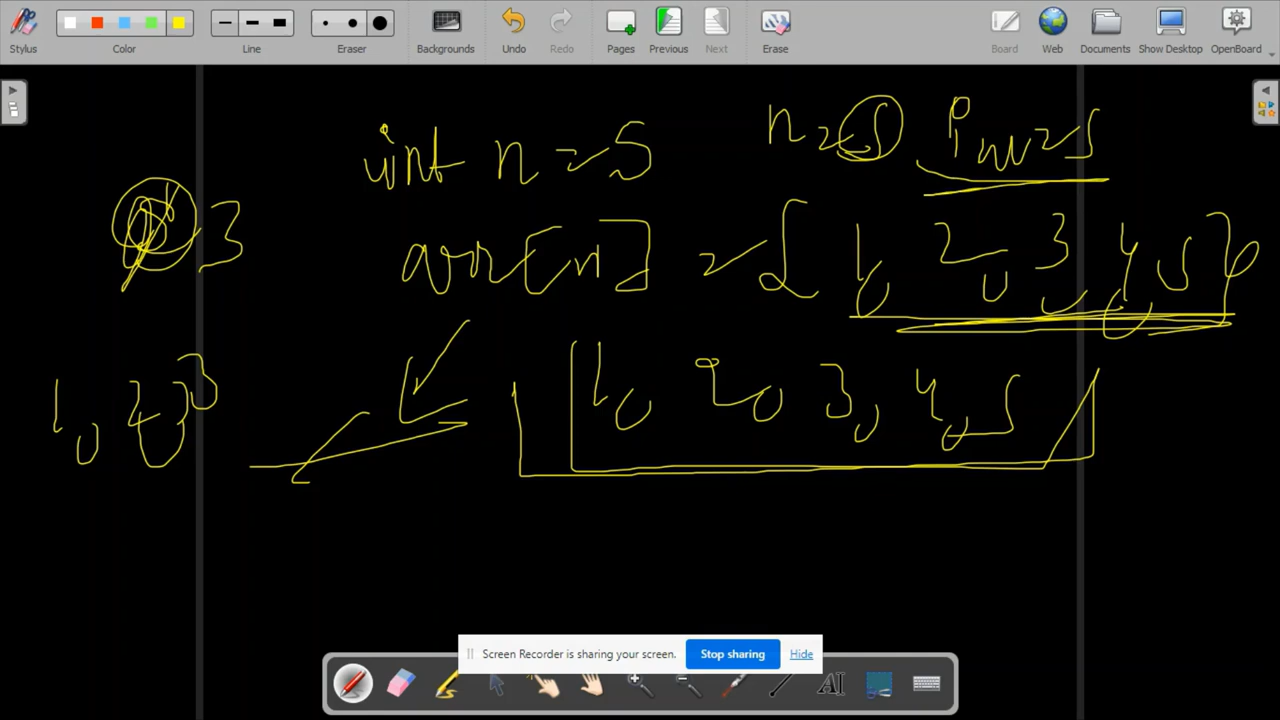 Stylus Color Line Eraser Backgrounds Undo Redo Pages Previous Next Erase Board Web Documents Show Desktop OpenBoard
int n = 5 n = 5
arr[n] = { 1, 2, 3, 4, 5 }
3
1, 2, 3, 4, 5
1, 2, 3
Screen Recorder is sharing your screen. Stop sharing Hide